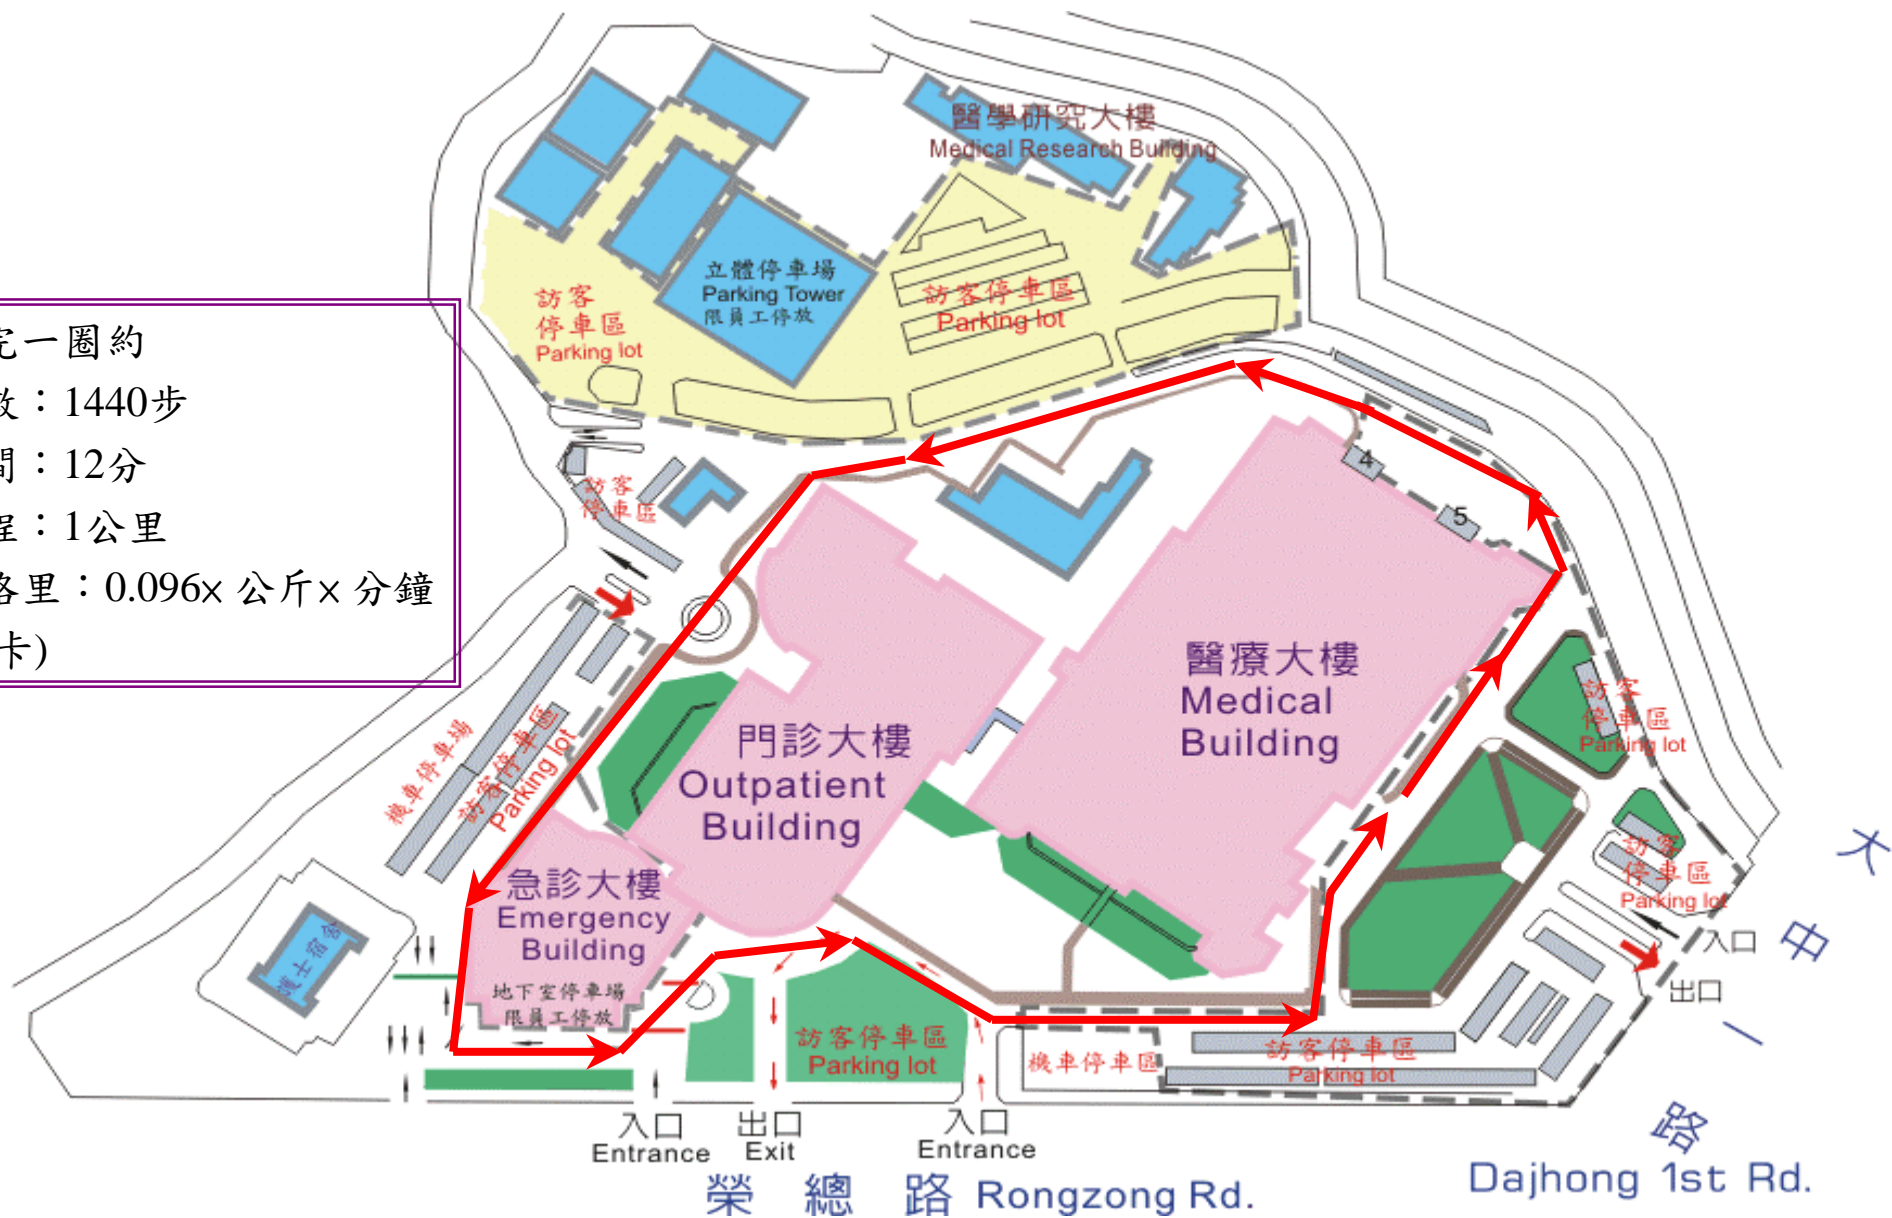 醫學研究大樓
Medical Research Building
立體停車場
Parking Tower
限員工停放
訪客
停車區
Parking lot
訪客停車區
Parking lot
完一圈約
數：1440步
間：12分
程：1公里
路里：0.096× 公斤× 分鐘
卡)
訪客
停車區
4
5
醫療大樓
Medical
Building
門診大樓
Outpatient
Building
機車停車場
訪客停車區
Parking lot
訪客
停車區
Parking lot
訪客
停車區
Parking lot
急診大樓
Emergency
Building
地下室停車場
限員工停放
護士宿舍
入口
出口
訪客停車區
Parking lot
機車停車區
訪客停車區
Parking lot
入口
Entrance
出口
Exit
入口
Entrance
榮總路 Rongzong Rd.
大中一路
Dajhong 1st Rd.